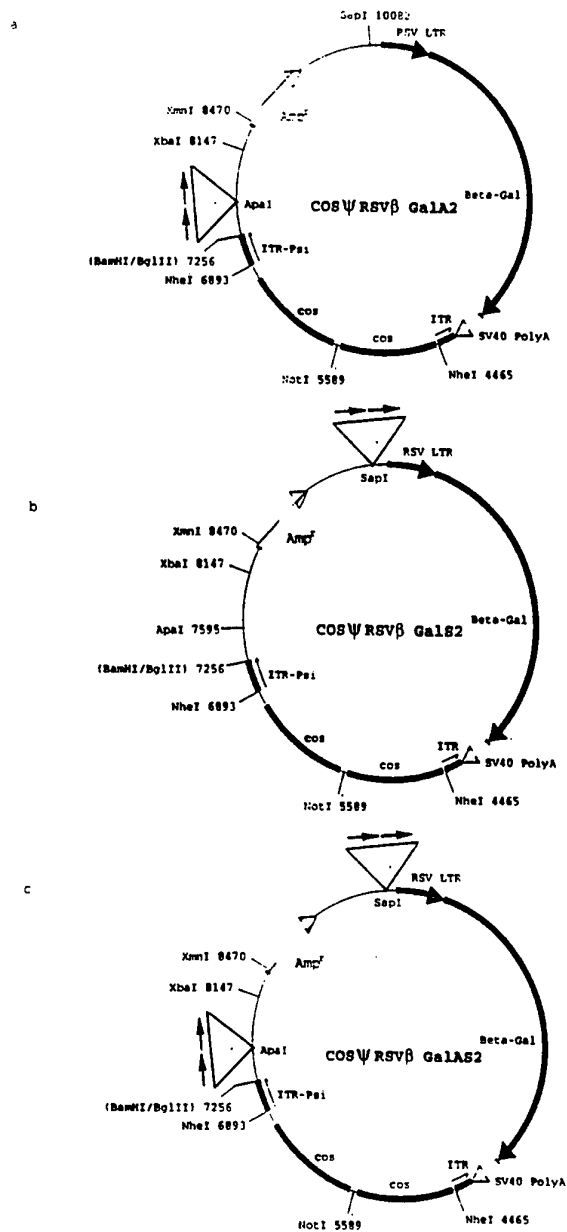 a
SapI 10082
RSV LTR
Amp^r
XmnI 8470
XbaI 8147
ApaI
COSΨRSVβ GalA2
Beta-Gal
(BamHI/BglII) 7256
ITR-Psi
NheI 6893
cos
cos
ITR
SV40 PolyA
NotI 5589
NheI 4465
b
RSV LTR
SapI
XmnI 8470
Amp^r
XbaI 8147
ApaI 7595
COSΨRSVβ GalS2
Beta-Gal
(BamHI/BglII) 7256
ITR-Psi
NheI 6893
cos
cos
ITR
SV40 PolyA
NotI 5589
NheI 4465
c
RSV LTR
SapI
XmnI 8470
Amp^r
XbaI 8147
ApaI
COSΨRSVβ GalAS2
Beta-Gal
(BamHI/BglII) 7256
ITR-Psi
NheI 6893
cos
cos
ITR
SV40 PolyA
NotI 5589
NheI 4465